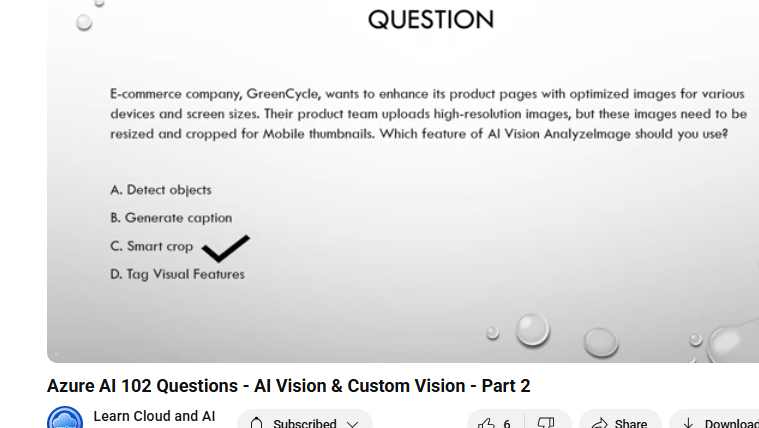 QUESTION
E-commerce company, GreenCycle, wants to enhance its product pages with optimized images for various
devices and screen sizes. Their product team uploads high-resolution images, but these images need to be
resized and cropped for Mobile thumbnails. Which feature of AI Vision AnalyzeImage should you use?
A. Detect objects
B. Generate caption
C. Smart crop
D. Tag Visual Features
Azure AI 102 Questions - AI Vision & Custom Vision - Part 2
Learn Cloud and AI
Subscribed
6
Share
Download